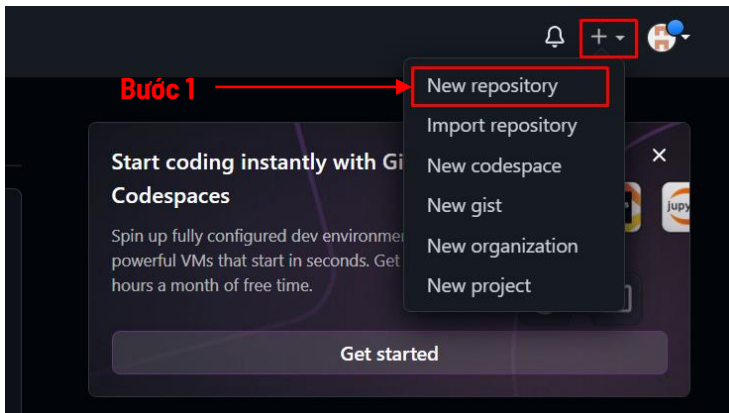 Bước 1
New repository
Import repository
New codespace
New gist
New organization
New project
Start coding instantly with Gi
Codespaces
Spin up fully configured dev environme
powerful VMs that start in seconds. Get
hours a month of free time.
jupy
Get started